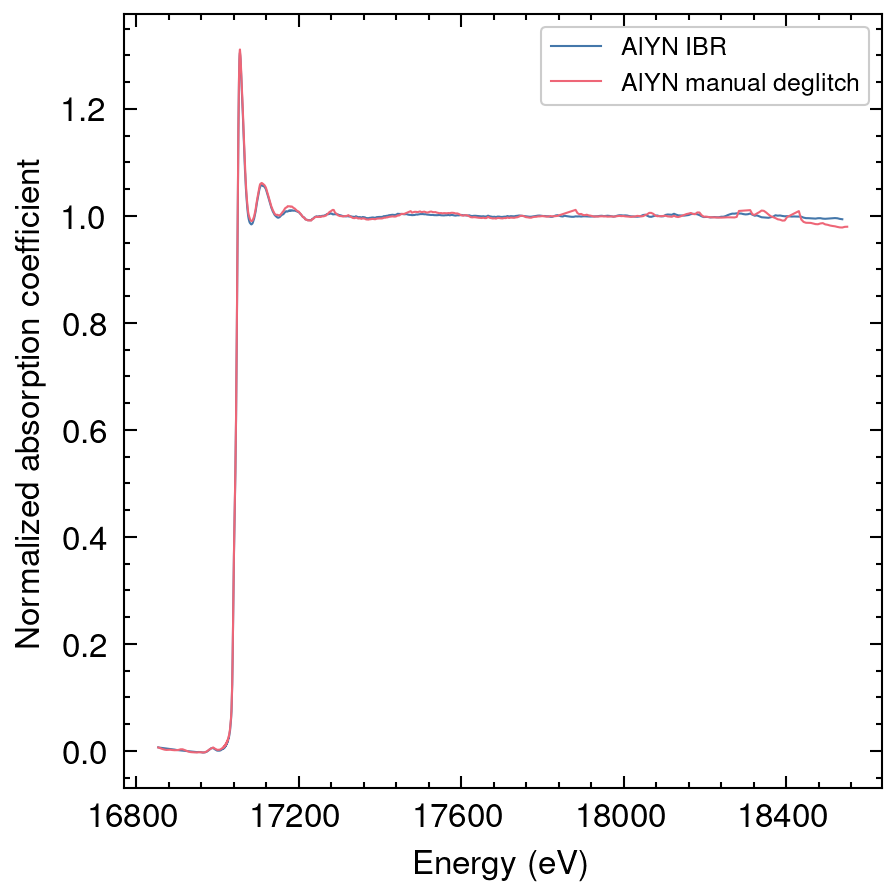 AlYN IBR
AlYN manual deglitch
Normalized absorption coefficient
1.2
1.0
0.8
0.6
0.4
0.2
0.0
16800 17200 17600 18000 18400
Energy (eV)